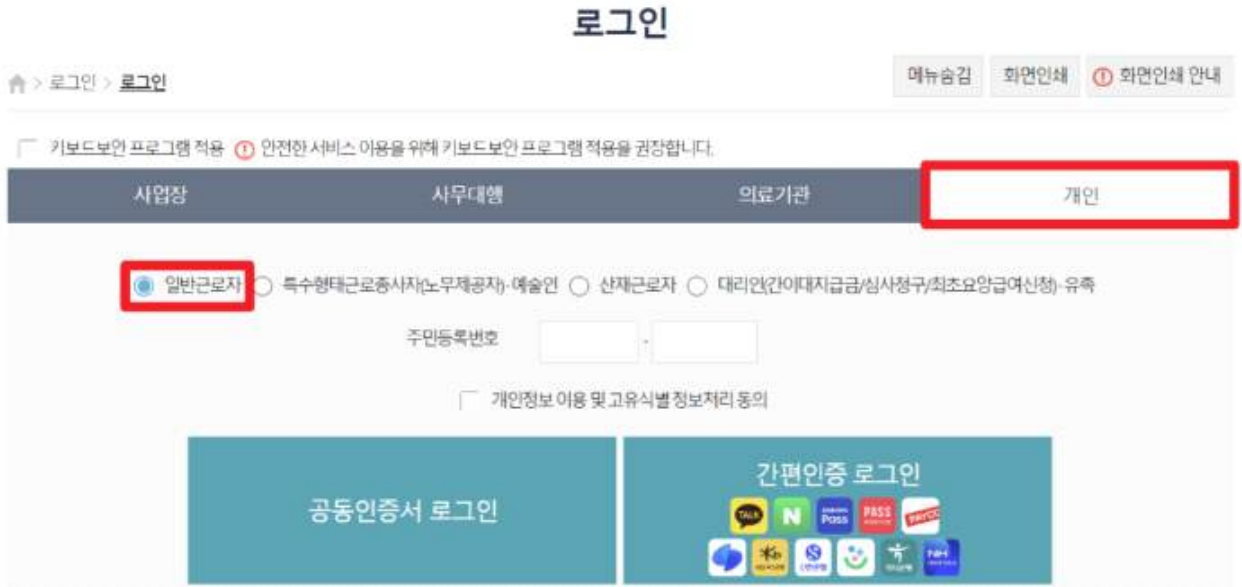 로그인
> 로그인 > 로그인
메뉴숨김 화면인쇄 화면인쇄 안내
키보드보안 프로그램 적용 안전한 서비스 이용을 위해 키보드보안 프로그램 적용을 권장합니다.
사업장 사무대행 의료기관 개인
일반근로자 특수형태근로종사자(노무제공자)·예술인 산재근로자 대리인(간이대지급금/심사청구/최초요양급여신청)·유족
주민등록번호 -
개인정보 이용 및 고유식별 정보처리 동의
공동인증서 로그인
간편인증 로그인
TALK N Pass PASS PAYCO
NH